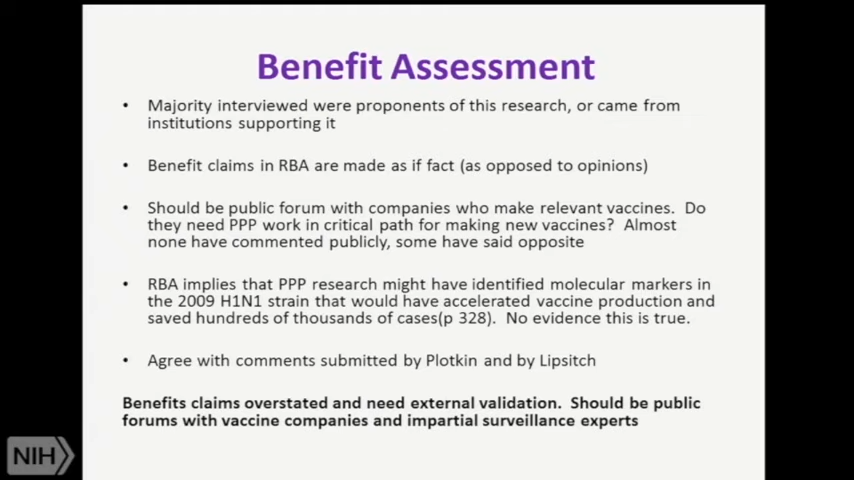 Benefit Assessment
• Majority interviewed were proponents of this research, or came from
institutions supporting it
• Benefit claims in RBA are made as if fact (as opposed to opinions)
• Should be public forum with companies who make relevant vaccines. Do
they need PPP work in critical path for making new vaccines? Almost
none have commented publicly, some have said opposite
• RBA implies that PPP research might have identified molecular markers in
the 2009 H1N1 strain that would have accelerated vaccine production and
saved hundreds of thousands of cases(p 328). No evidence this is true.
• Agree with comments submitted by Plotkin and by Lipsitch
Benefits claims overstated and need external validation. Should be public
forums with vaccine companies and impartial surveillance experts
NIH